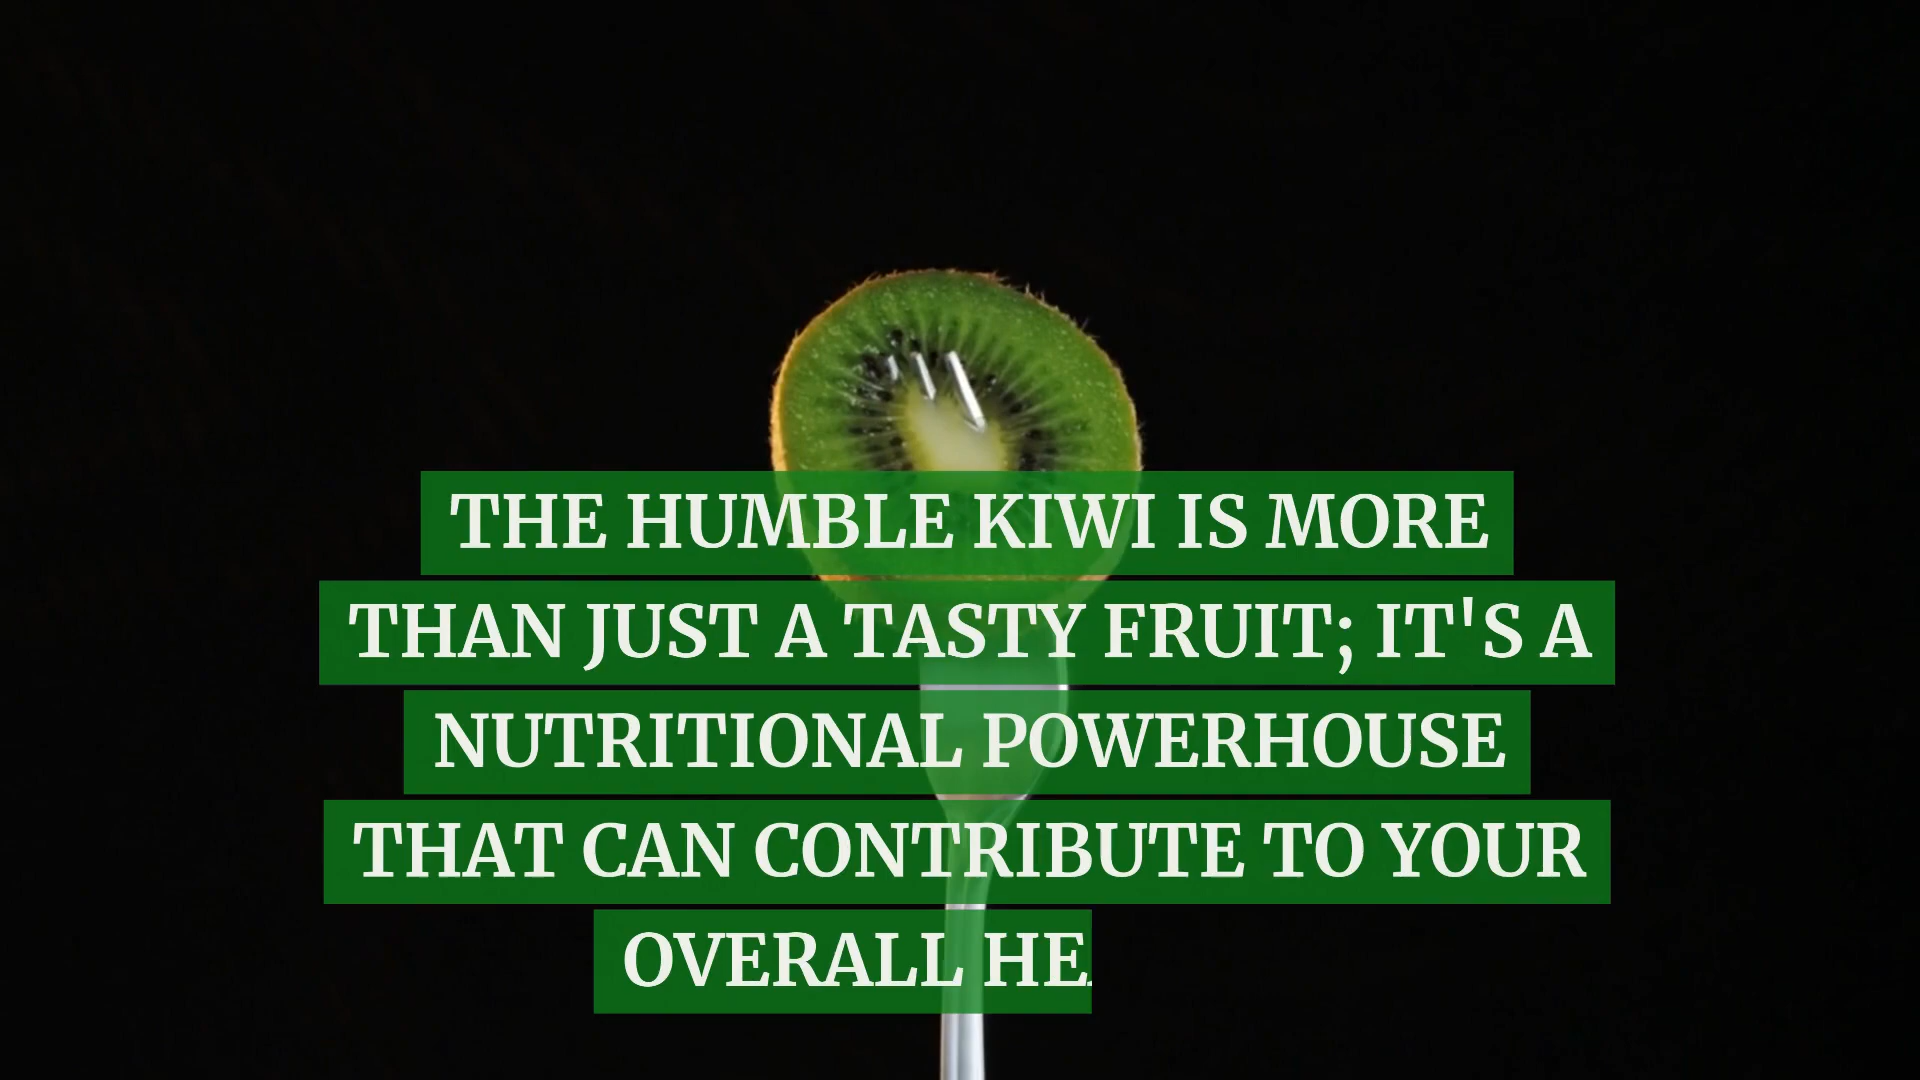 THE HUMBLE KIWI IS MORE
THAN JUST A TASTY FRUIT; IT'S A
NUTRITIONAL POWERHOUSE
THAT CAN CONTRIBUTE TO YOUR
OVERALL HE